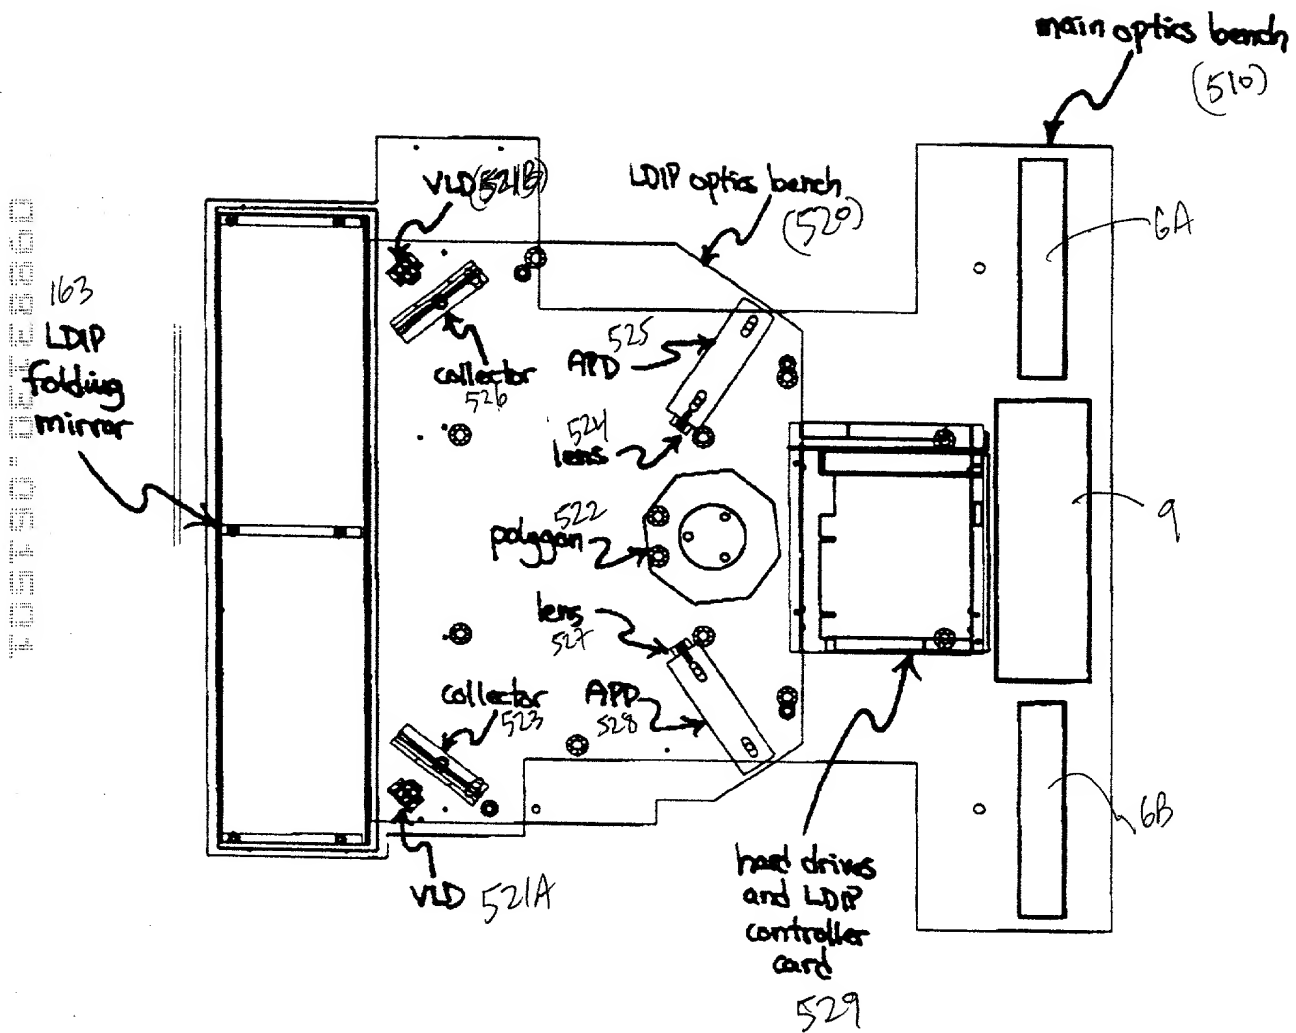 main optics bench
(510)
VLD (521B)
LDIP optics bench
(520)
6A
163
LDIP
folding
mirror
525
APD
collector
526
524
lens
522
polygon
9
lens
527
collector
523
APD
528
6B
VLD 521A
hard drives
and LDIP
controller
card
529